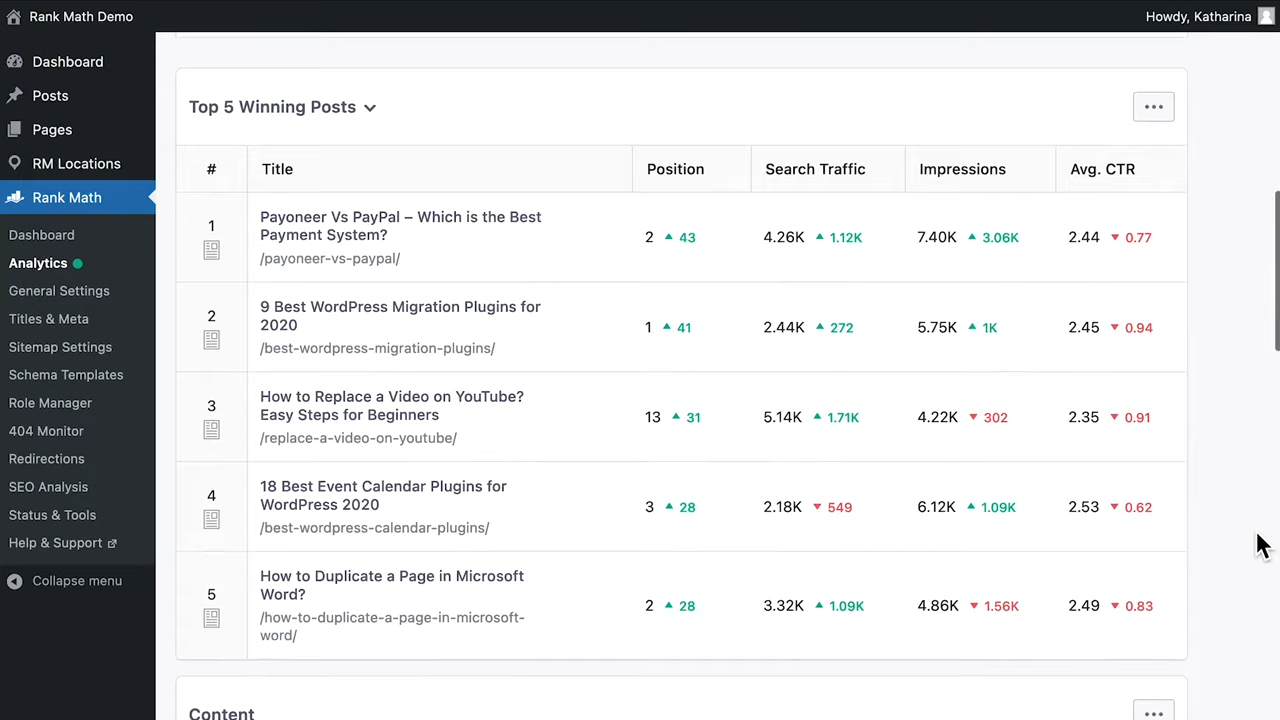 Rank Math Demo
Howdy, Katharina
Dashboard
Posts
Pages
RM Locations
Rank Math
Dashboard
Analytics
General Settings
Titles & Meta
Sitemap Settings
Schema Templates
Role Manager
404 Monitor
Redirections
SEO Analysis
Status & Tools
Help & Support
Collapse menu
Top 5 Winning Posts
# Title Position Search Traffic Impressions Avg. CTR
1
Payoneer Vs PayPal – Which is the Best
Payment System?
/payoneer-vs-paypal/
2 43 4.26K 1.12K 7.40K 3.06K 2.44 0.77
2
9 Best WordPress Migration Plugins for
2020
/best-wordpress-migration-plugins/
1 41 2.44K 272 5.75K 1K 2.45 0.94
3
How to Replace a Video on YouTube?
Easy Steps for Beginners
/replace-a-video-on-youtube/
13 31 5.14K 1.71K 4.22K 302 2.35 0.91
4
18 Best Event Calendar Plugins for
WordPress 2020
/best-wordpress-calendar-plugins/
3 28 2.18K 549 6.12K 1.09K 2.53 0.62
5
How to Duplicate a Page in Microsoft
Word?
/how-to-duplicate-a-page-in-microsoft-
word/
2 28 3.32K 1.09K 4.86K 1.56K 2.49 0.83
Content